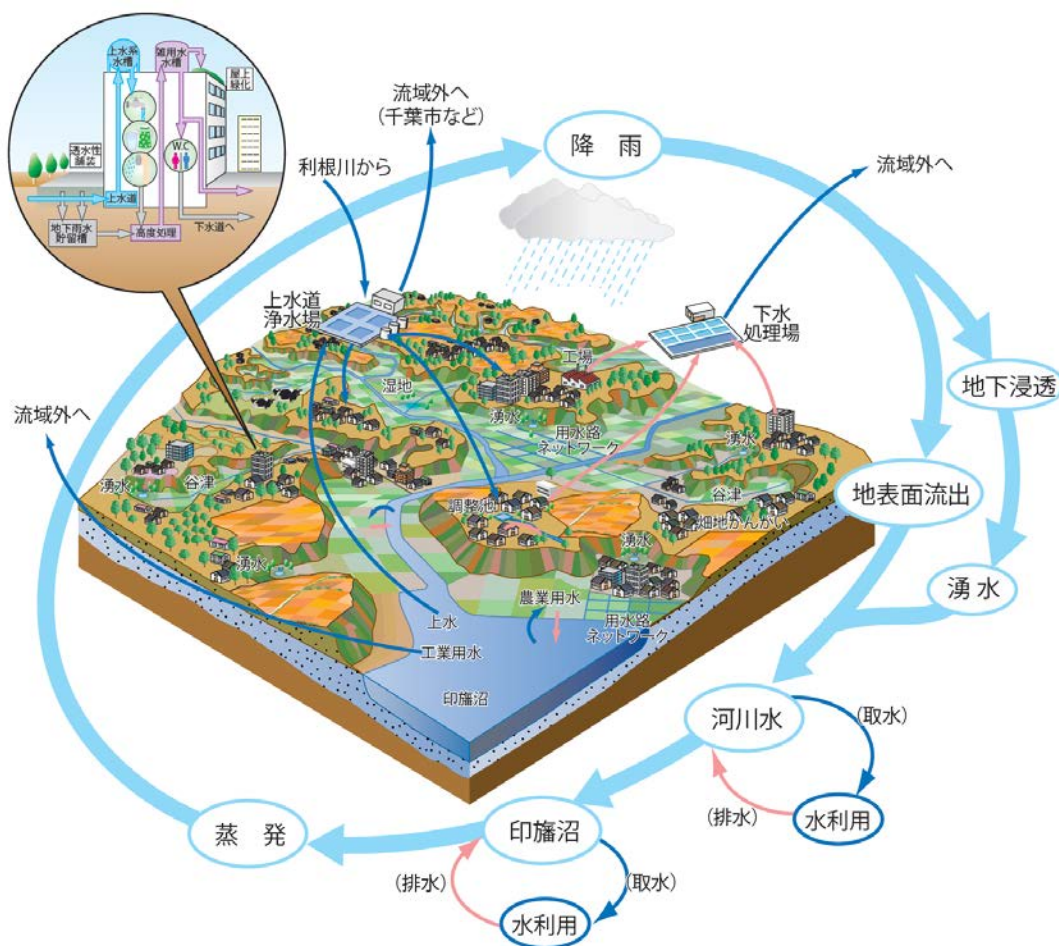 上水系
水槽
雑用水
水槽
屋上
緑化
W.C
透水性
舗装
上水道
地下雨水
貯留槽
高度処理
下水道へ
流域外へ
(千葉市など)
利根川から
降 雨
流域外へ
上水道
浄水場
下水
処理場
工場
湿地
湧水
用水路
ネットワーク
湧水
地下浸透
流域外へ
湧水
谷津
調整池
谷津
畑地かんがい
地表面流出
湧水
湧水
農業用水
用水路
ネットワーク
湧 水
上水
工業用水
印旛沼
河川水
(取水)
(排水)
水利用
蒸 発
印旛沼
(排水)
(取水)
水利用